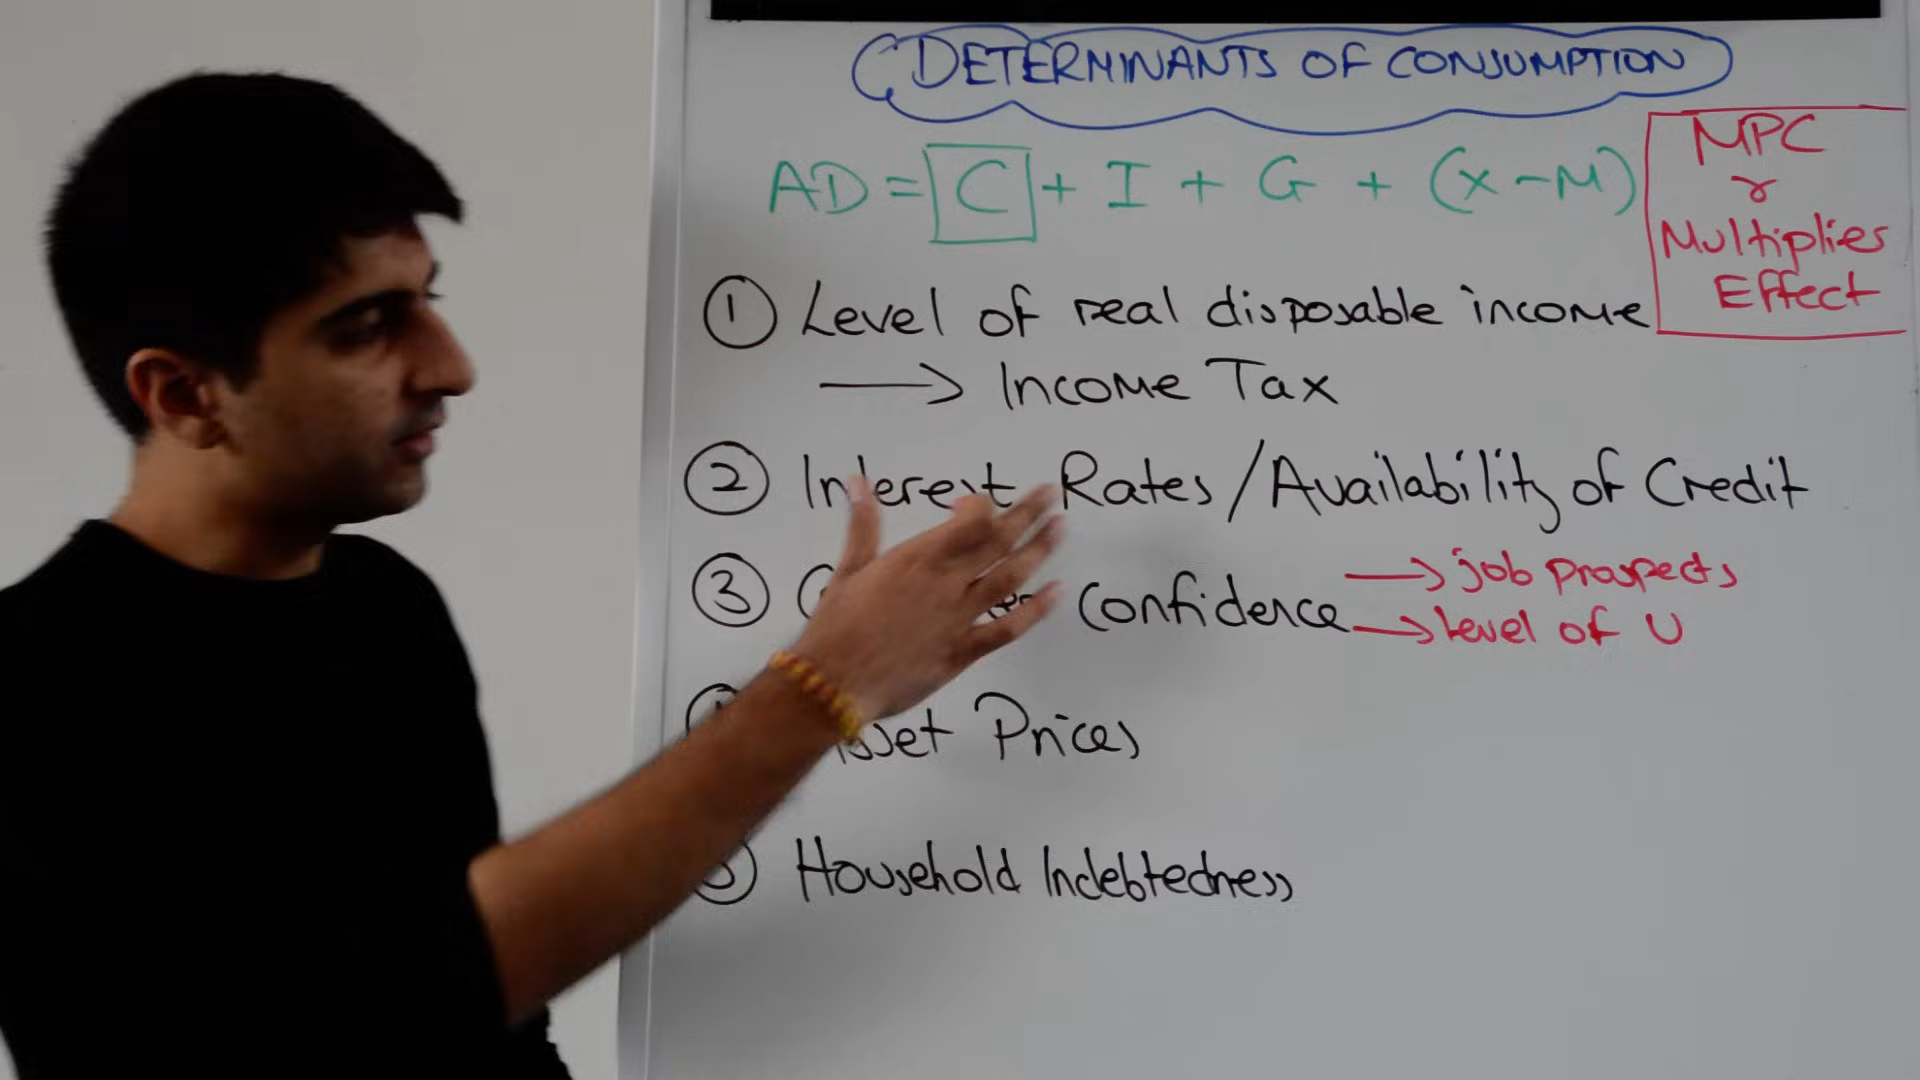 DETERMINANTS OF CONSUMPTION
AD = C + I + G + (X - M)
MPC
r
Multiplier
Effect
① Level of real disposable income
→ Income Tax
② Interest Rates / Availability of Credit
③ Confidence → job prospects
→ level of U
Asset Prices
Household Indebtedness